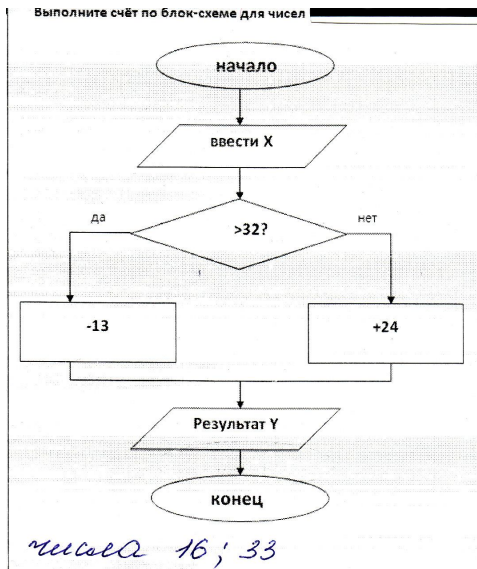 Выполните счёт по блок-схеме для чисел
начало
ввести X
>32?
да
нет
-13
+24
Результат Y
конец
числа 16; 33